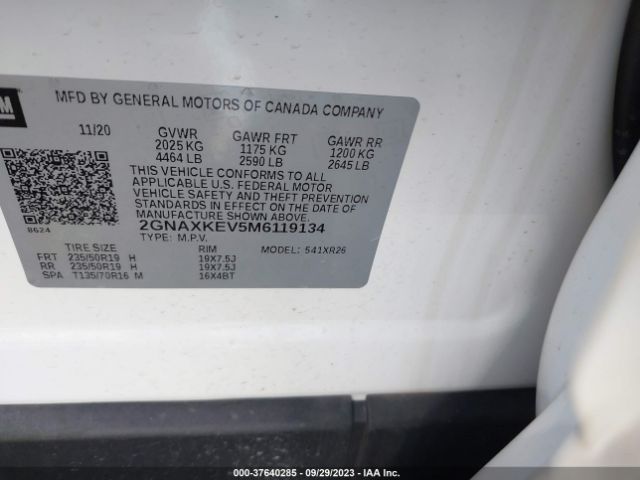 GM
MFD BY GENERAL MOTORS OF CANADA COMPANY
11/20 GVWR GAWR FRT GAWR RR
2025 KG 1175 KG 1200 KG
4464 LB 2590 LB 2645 LB
THIS VEHICLE CONFORMS TO ALL
APPLICABLE U.S. FEDERAL MOTOR
VEHICLE SAFETY AND THEFT PREVENTION
STANDARDS IN EFFECT ON THE DATE OF
MANUFACTURE SHOWN ABOVE.
8624 2GNAXKEV5M6119134
TYPE: M.P.V. MODEL: 541XR26
TIRE SIZE RIM
FRT 235/50R19 H 19X7.5J
RR 235/50R19 H 19X7.5J
SPA T135/70R16 M 16X4BT
000-37640285 - 09/29/2023 - IAA Inc.